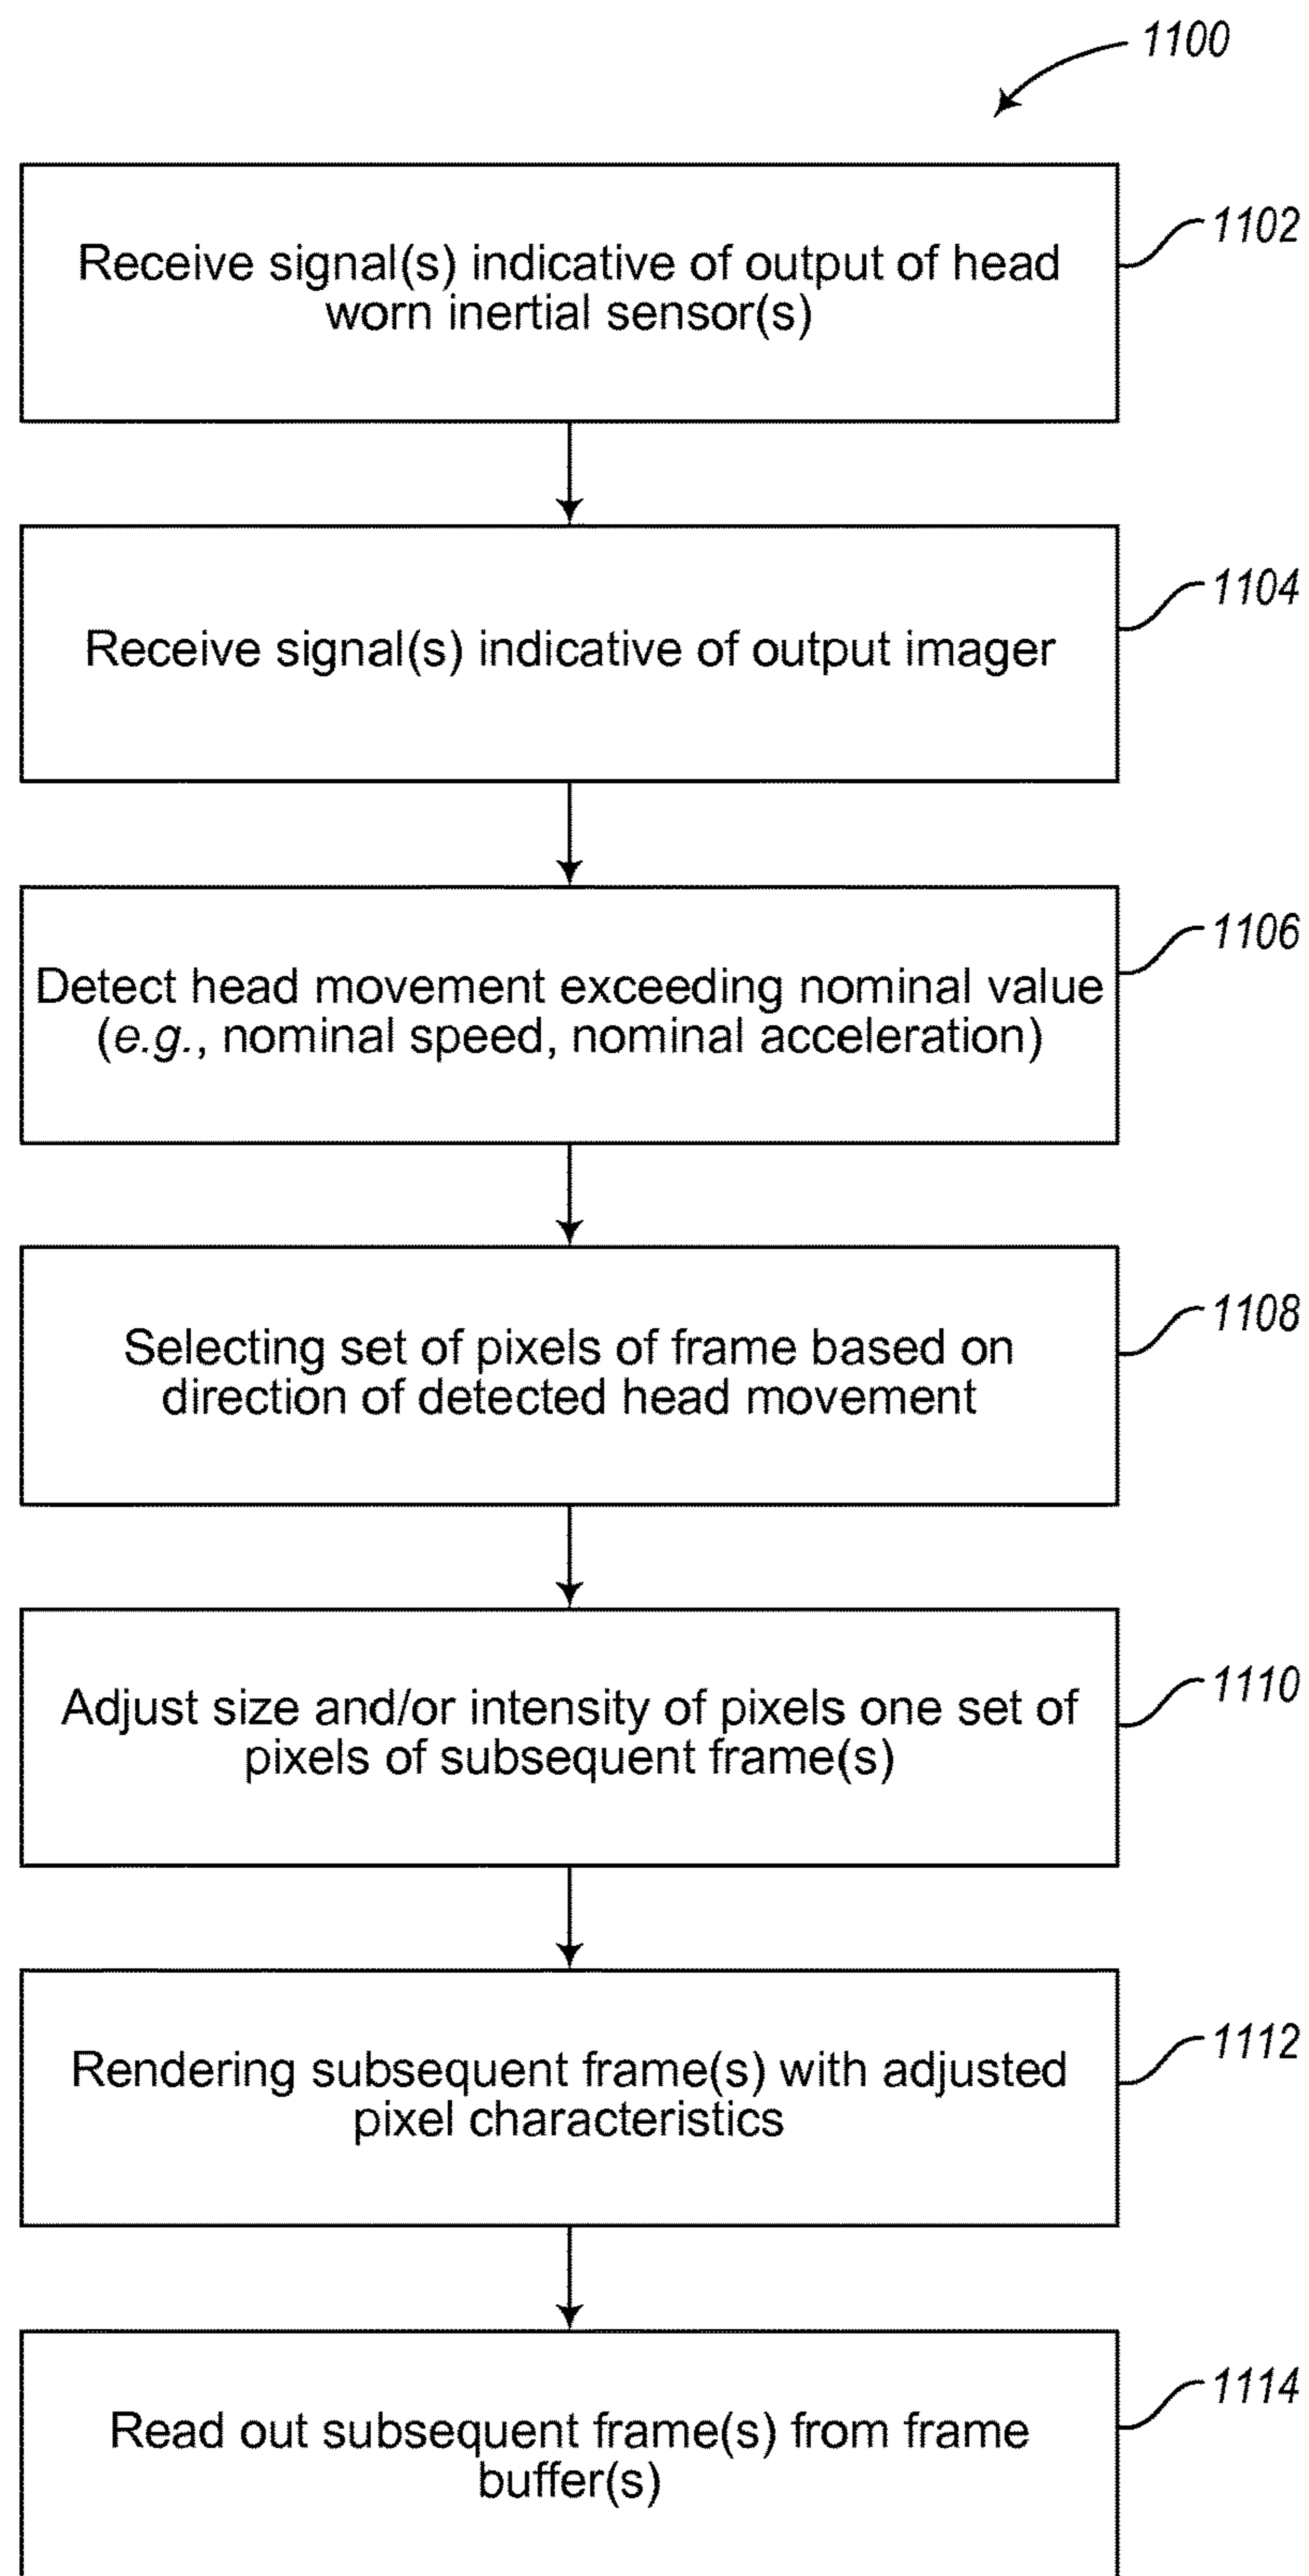 1100
Receive signal(s) indicative of output of head
worn inertial sensor(s)
1102
Receive signal(s) indicative of output imager
1104
Detect head movement exceeding nominal value
(e.g., nominal speed, nominal acceleration)
1106
Selecting set of pixels of frame based on
direction of detected head movement
1108
Adjust size and/or intensity of pixels one set of
pixels of subsequent frame(s)
1110
Rendering subsequent frame(s) with adjusted
pixel characteristics
1112
Read out subsequent frame(s) from frame
buffer(s)
1114